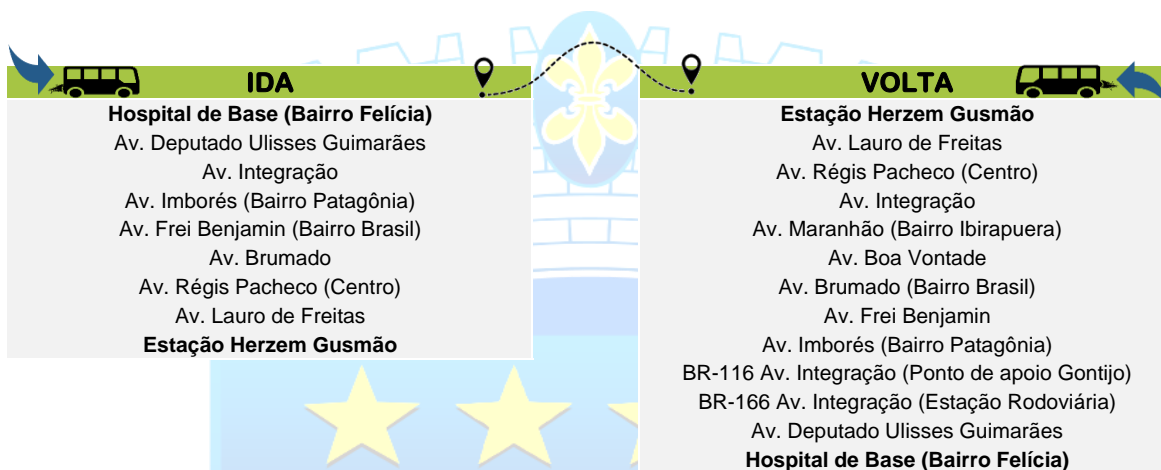 IDA
Hospital de Base (Bairro Felícia)
Av. Deputado Ulisses Guimarães
Av. Integração
Av. Imborés (Bairro Patagônia)
Av. Frei Benjamin (Bairro Brasil)
Av. Brumado
Av. Régis Pacheco (Centro)
Av. Lauro de Freitas
Estação Herzem Gusmão
VOLTA
Estação Herzem Gusmão
Av. Lauro de Freitas
Av. Régis Pacheco (Centro)
Av. Integração
Av. Maranhão (Bairro Ibirapuera)
Av. Boa Vontade
Av. Brumado (Bairro Brasil)
Av. Frei Benjamin
Av. Imborés (Bairro Patagônia)
BR-116 Av. Integração (Ponto de apoio Gontijo)
BR-166 Av. Integração (Estação Rodoviária)
Av. Deputado Ulisses Guimarães
Hospital de Base (Bairro Felícia)